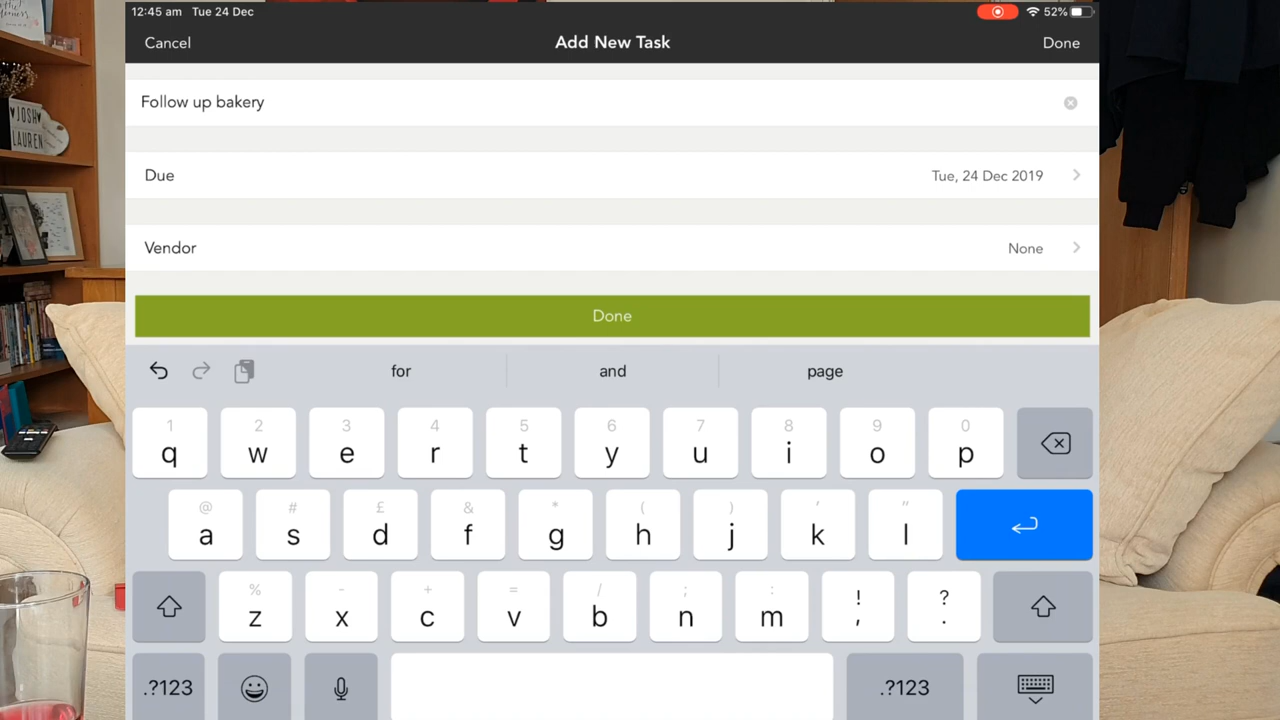 12:45 am Tue 24 Dec
52%
Cancel
Add New Task
Done
Follow up bakery
Due
Tue, 24 Dec 2019
Vendor
None
Done
for
and
page
1 2 3 4 5 6 7 8 9 0
q w e r t y u i o p
@ # £ & * ( ) ' "
a s d f g h j k l
% - + = / ; : ! ?
z x c v b n m , .
.?123
.?123
JOSH
LAUREN